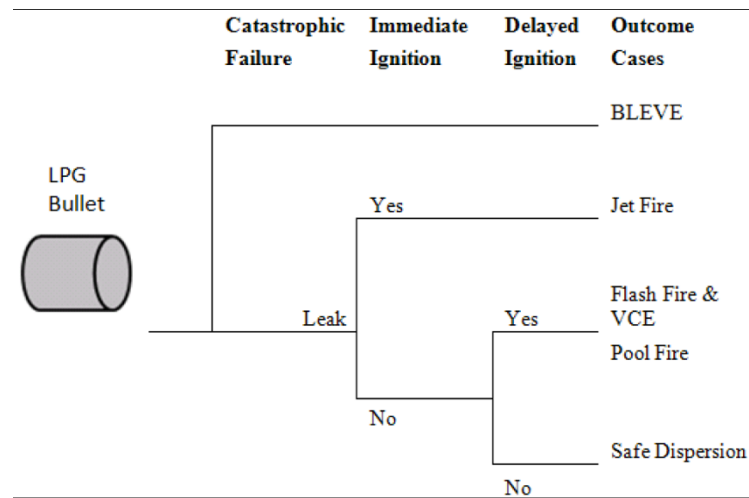 Catastrophic Immediate Delayed Outcome
Failure Ignition Ignition Cases
BLEVE
LPG
Bullet
Yes
Jet Fire
Leak
Yes
Flash Fire &
VCE
Pool Fire
No
Safe Dispersion
No